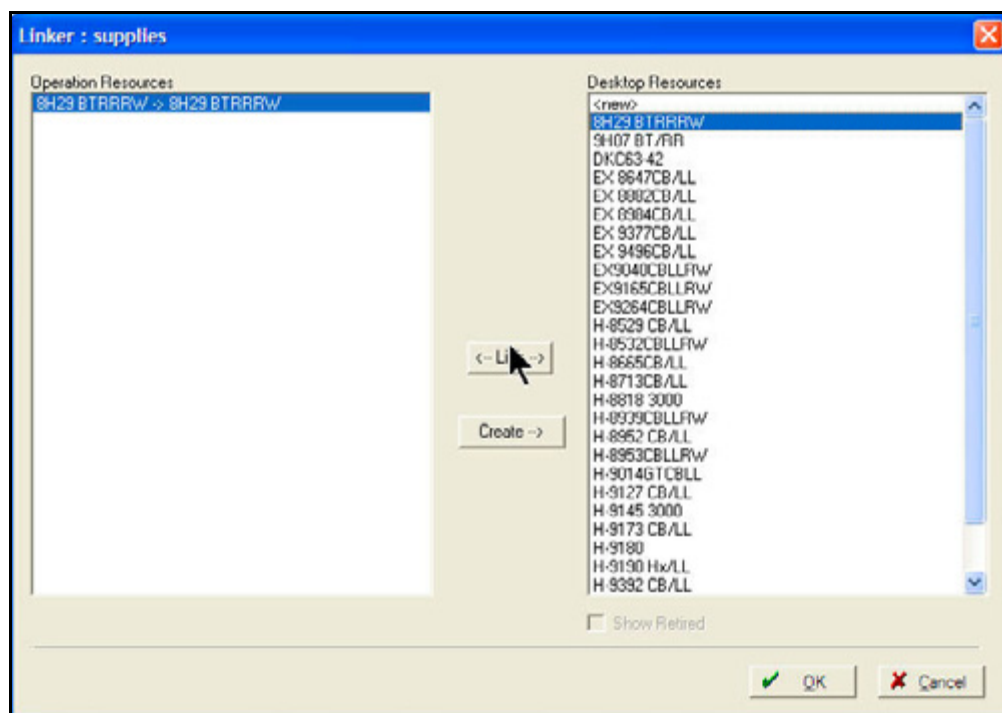 Linker : supplies
Operation Resources
8H29 BTRRRW -> 8H29 BTRRRW
Desktop Resources
<new>
8H29 BTRRRW
9H07 BT/RR
DKC63-42
EX 8647CB/LL
EX 8882CB/LL
EX 8984CB/LL
EX 9377CB/LL
EX 9496CB/LL
EX9040CBLLRW
EX9165CBLLRW
EX9264CBLLRW
H-8529 CB/LL
H-8532CBLLRW
H-8665CB/LL
H-8713CB/LL
H-8818 3000
H-8939CBLLRW
H-8952 CB/LL
H-8953CBLLRW
H-9014GTCBLL
H-9127 CB/LL
H-9145 3000
H-9173 CB/LL
H-9180
H-9190 Hx/LL
H-9392 CB/LL
<-- Li -->
Create -->
Show Retired
OK
Cancel